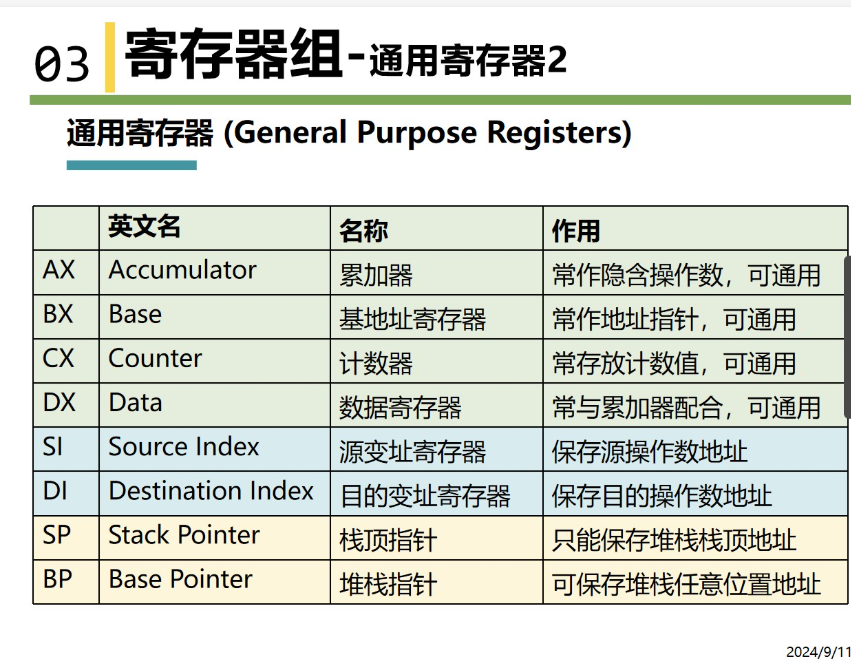 03 寄存器组-通用寄存器2
通用寄存器 (General Purpose Registers)
英文名 名称 作用
AX Accumulator 累加器 常作隐含操作数，可通用
BX Base 基地址寄存器 常作地址指针，可通用
CX Counter 计数器 常存放计数值，可通用
DX Data 数据寄存器 常与累加器配合，可通用
SI Source Index 源变址寄存器 保存源操作数地址
DI Destination Index 目的变址寄存器 保存目的操作数地址
SP Stack Pointer 栈顶指针 只能保存堆栈栈顶地址
BP Base Pointer 堆栈指针 可保存堆栈任意位置地址
2024/9/11